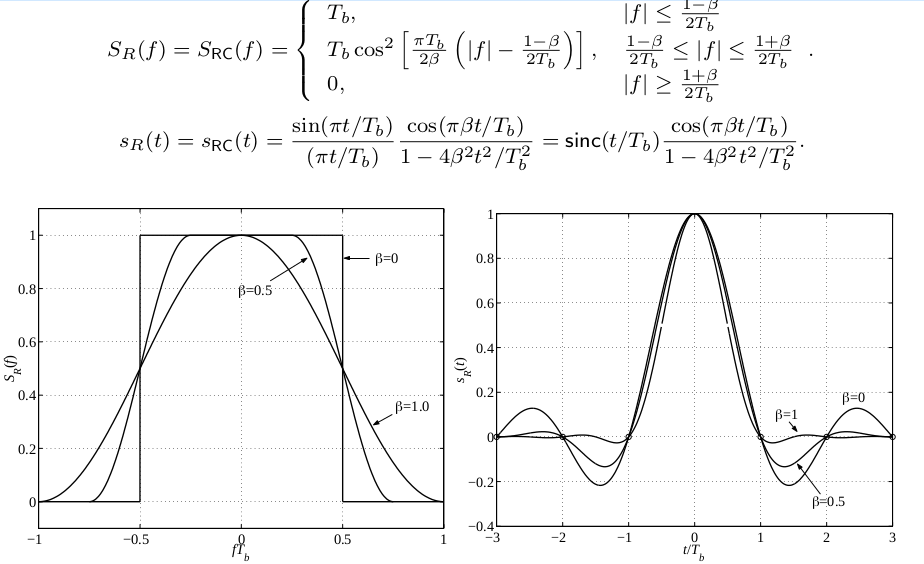 T_b, |f| ≤ (1−β)/(2T_b)
S_R(f) = S_RC(f) = { T_b cos² [ (πT_b)/(2β) ( |f| − (1−β)/(2T_b) ) ], (1−β)/(2T_b) ≤ |f| ≤ (1+β)/(2T_b) .
0, |f| ≥ (1+β)/(2T_b)
s_R(t) = s_RC(t) = sin(πt/T_b)/(πt/T_b) cos(πβt/T_b)/(1 − 4β²t²/T_b²) = sinc(t/T_b) cos(πβt/T_b)/(1 − 4β²t²/T_b²).
S_R(f)
1
0.8
0.6
0.4
0.2
0
β=0
β=0.5
β=1.0
−1 −0.5 0 0.5 1
fT_b
s_R(t)
1
0.8
0.6
0.4
0.2
0
−0.2
−0.4
β=0
β=1
β=0.5
−3 −2 −1 0 1 2 3
t/T_b